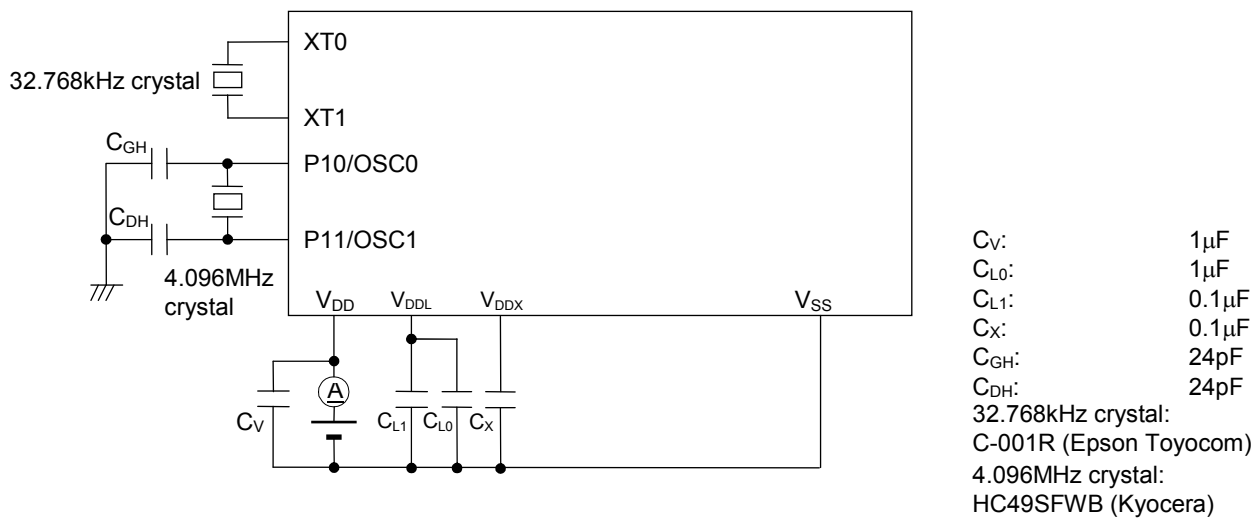 XT0
32.768kHz crystal
XT1
CGH
P10/OSC0
CDH
P11/OSC1
4.096MHz
crystal
VDD
VDDL
VDDX
VSS
A
CV
CL1
CL0
CX
CV: 1μF
CL0: 1μF
CL1: 0.1μF
CX: 0.1μF
CGH: 24pF
CDH: 24pF
32.768kHz crystal:
C-001R (Epson Toyocom)
4.096MHz crystal:
HC49SFWB (Kyocera)